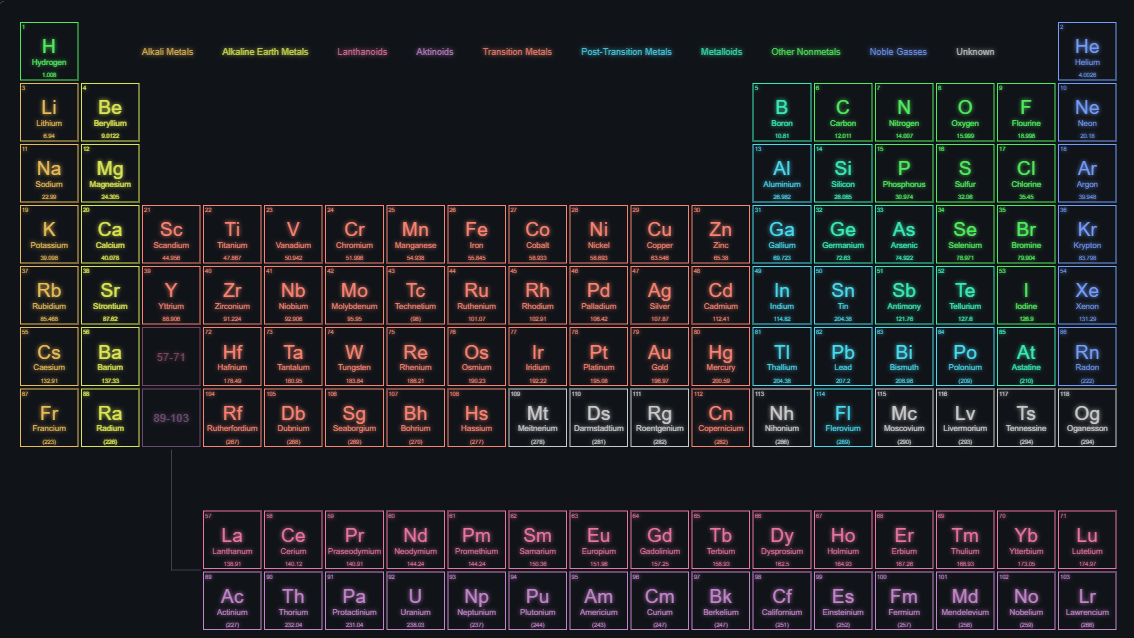 1 2
H Alkali Metals Alkaline Earth Metals Lanthanoids Aktinoids Transition Metals Post-Transition Metals Metalloids Other Nonmetals Noble Gasses Unknown He
Hydrogen Helium
1.008 4.0026
3 4 5 6 7 8 9 10
Li Be B C N O F Ne
Lithium Beryllium Boron Carbon Nitrogen Oxygen Flourine Neon
6.94 9.0122 10.81 12.011 14.007 15.999 18.998 20.18
11 12 13 14 15 16 17 18
Na Mg Al Si P S Cl Ar
Sodium Magnesium Aluminium Silicon Phosphorus Sulfur Chlorine Argon
22.99 24.305 26.982 28.085 30.974 32.06 35.45 39.948
19 20 21 22 23 24 25 26 27 28 29 30 31 32 33 34 35 36
K Ca Sc Ti V Cr Mn Fe Co Ni Cu Zn Ga Ge As Se Br Kr
Potassium Calcium Scandium Titanium Vanadium Chromium Manganese Iron Cobalt Nickel Copper Zinc Gallium Germanium Arsenic Selenium Bromine Krypton
39.098 40.078 44.956 47.867 50.942 51.996 54.938 55.845 58.933 58.693 63.546 65.38 69.723 72.63 74.922 78.971 79.904 83.798
37 38 39 40 41 42 43 44 45 46 47 48 49 50 51 52 53 54
Rb Sr Y Zr Nb Mo Tc Ru Rh Pd Ag Cd In Sn Sb Te I Xe
Rubidium Strontium Yttrium Zirconium Niobium Molybdenum Technetium Ruthenium Rhodium Palladium Silver Cadmium Indium Tin Antimony Tellurium Iodine Xenon
85.468 87.62 88.906 91.224 92.906 95.95 (98) 101.07 102.91 106.42 107.87 112.41 114.82 204.38 121.76 127.6 126.9 131.29
55 56 72 73 74 75 76 77 78 79 80 81 82 83 84 85 86
Cs Ba 57-71 Hf Ta W Re Os Ir Pt Au Hg Tl Pb Bi Po At Rn
Caesium Barium Hafnium Tantalum Tungsten Rhenium Osmium Iridium Platinum Gold Mercury Thallium Lead Bismuth Polonium Astatine Radon
132.91 137.33 178.49 180.95 183.84 186.21 190.23 192.22 195.08 196.97 200.59 204.38 207.2 208.98 (209) (210) (222)
87 88 104 105 106 107 108 109 110 111 112 113 114 115 116 117 118
Fr Ra 89-103 Rf Db Sg Bh Hs Mt Ds Rg Cn Nh Fl Mc Lv Ts Og
Francium Radium Rutherfordium Dubnium Seaborgium Bohrium Hassium Meitnerium Darmstadtium Roentgenium Copernicium Nihonium Flerovium Moscovium Livermorium Tennessine Oganesson
(223) (226) (267) (268) (269) (270) (277) (278) (281) (282) (282) (286) (289) (290) (293) (294) (294)
57 58 59 60 61 62 63 64 65 66 67 68 69 70 71
La Ce Pr Nd Pm Sm Eu Gd Tb Dy Ho Er Tm Yb Lu
Lanthanum Cerium Praseodymium Neodymium Promethium Samarium Europium Gadolinium Terbium Dysprosium Holmium Erbium Thulium Ytterbium Lutetium
138.91 140.12 140.91 144.24 144.24 150.36 151.96 157.25 158.93 162.5 164.93 167.26 168.93 173.05 174.97
89 90 91 92 93 94 95 96 97 98 99 100 101 102 103
Ac Th Pa U Np Pu Am Cm Bk Cf Es Fm Md No Lr
Actinium Thorium Protactinium Uranium Neptunium Plutonium Americium Curium Berkelium Californium Einsteinium Fermium Mendelevium Nobelium Lawrencium
(227) 232.04 231.04 238.03 (237) (244) (243) (247) (247) (251) (252) (257) (258) (259) (266)